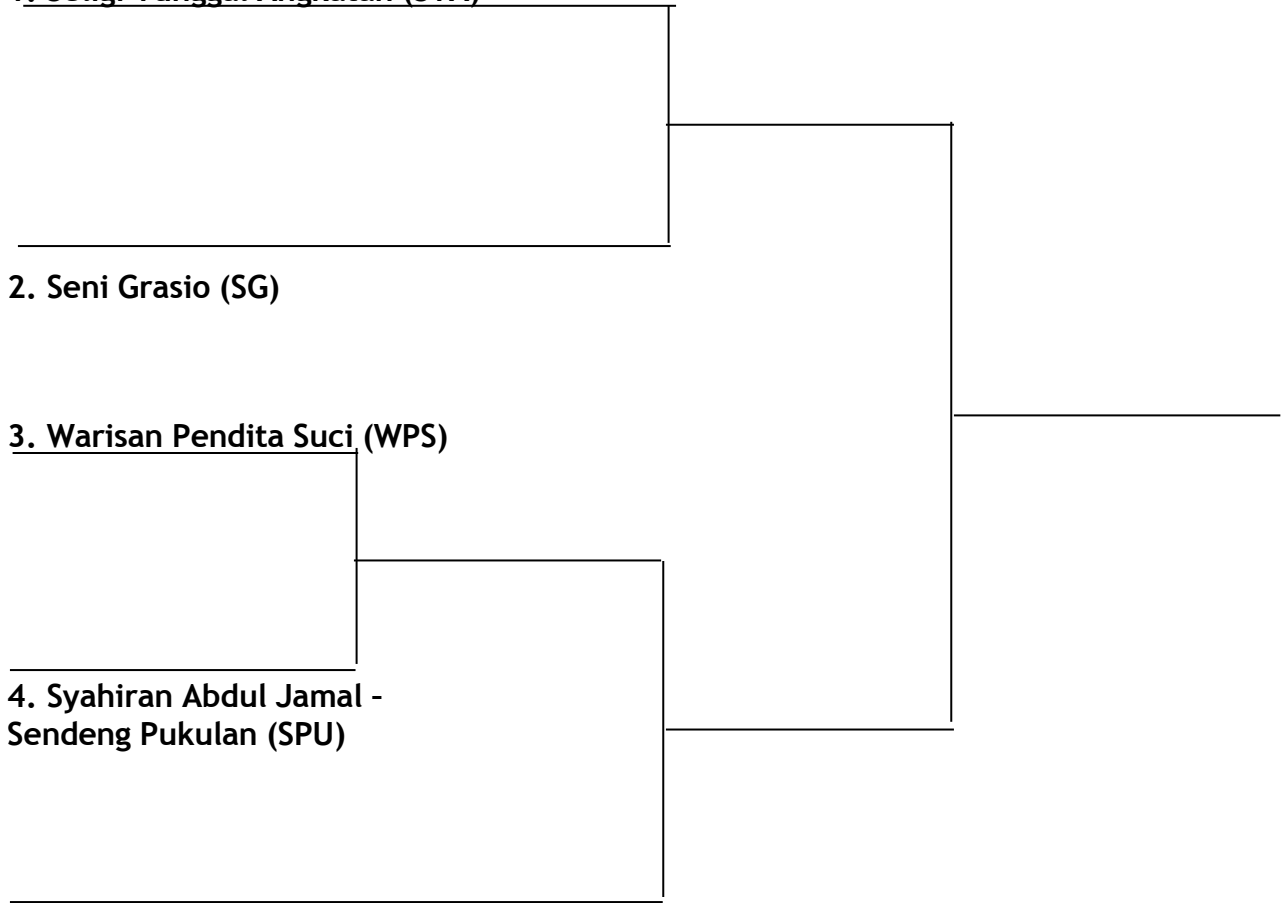 2. Seni Grasio (SG)
3. Warisan Pendita Suci (WPS)
4. Syahiran Abdul Jamal –
Sendeng Pukulan (SPU)